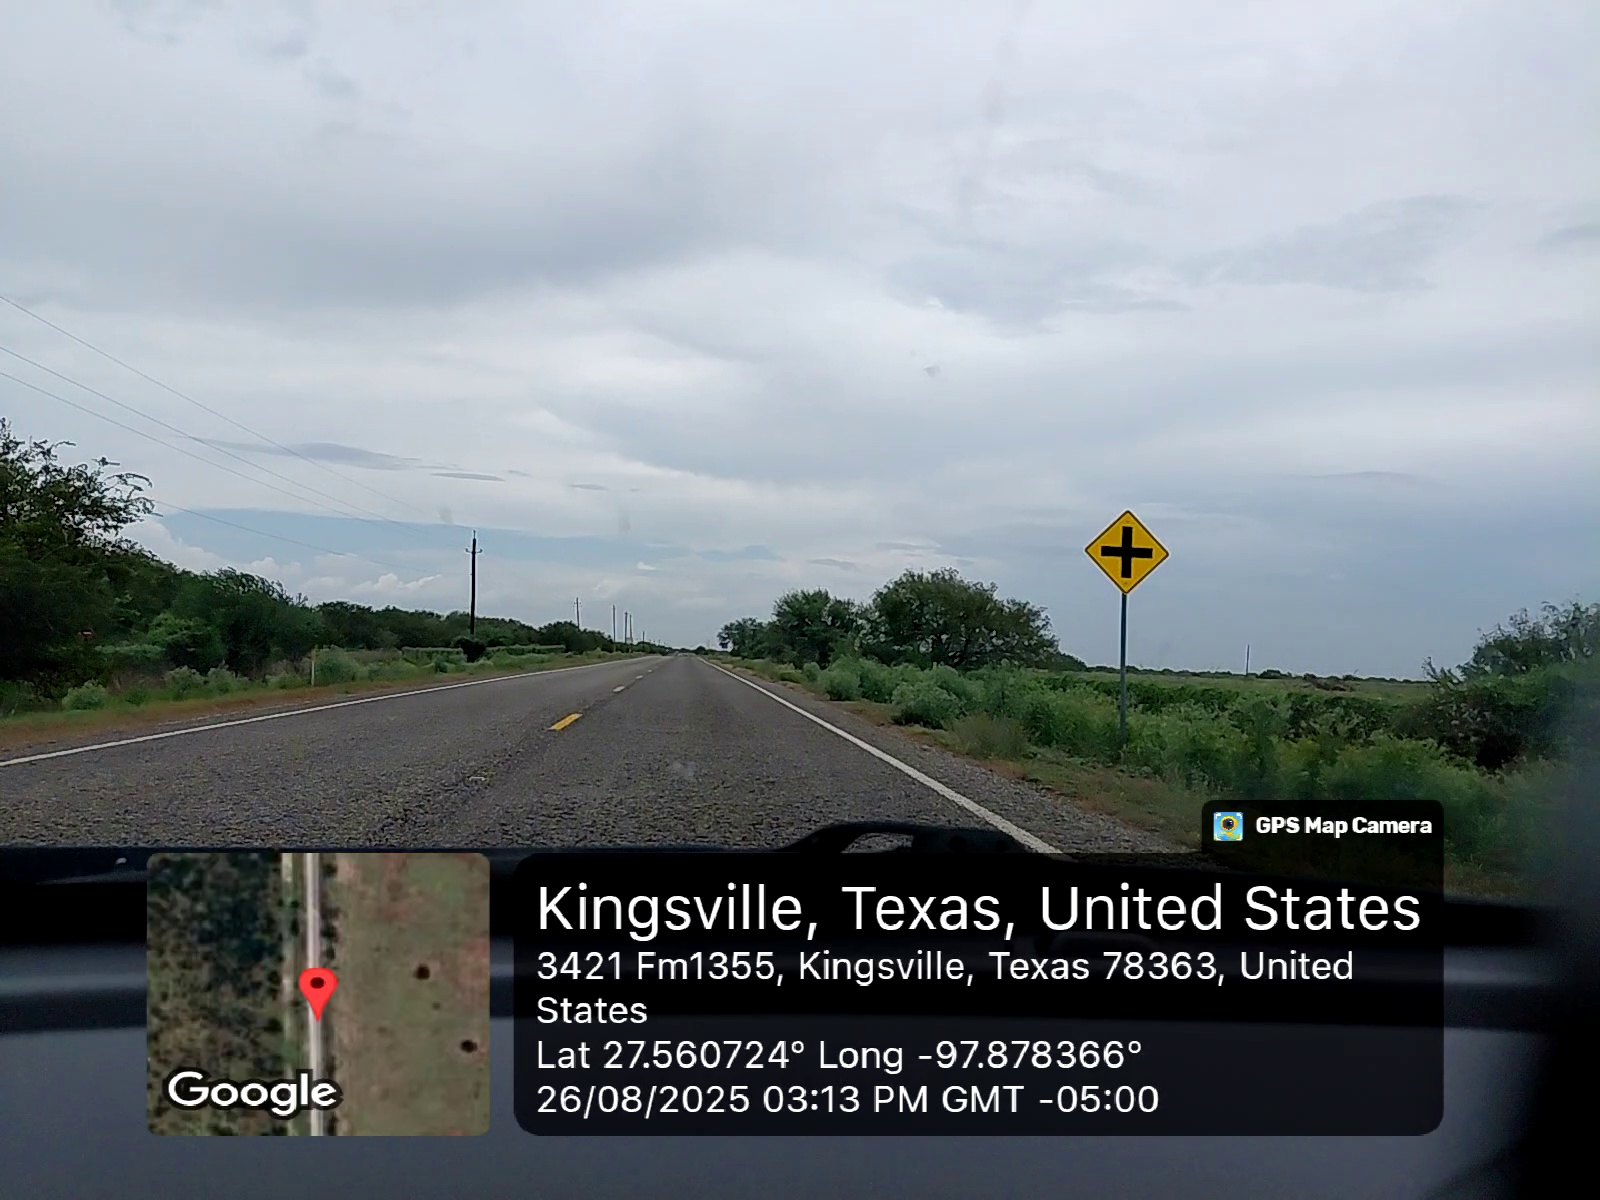 GPS Map Camera
Kingsville, Texas, United States
3421 Fm1355, Kingsville, Texas 78363, United
States
Lat 27.560724° Long -97.878366°
26/08/2025 03:13 PM GMT -05:00
Google